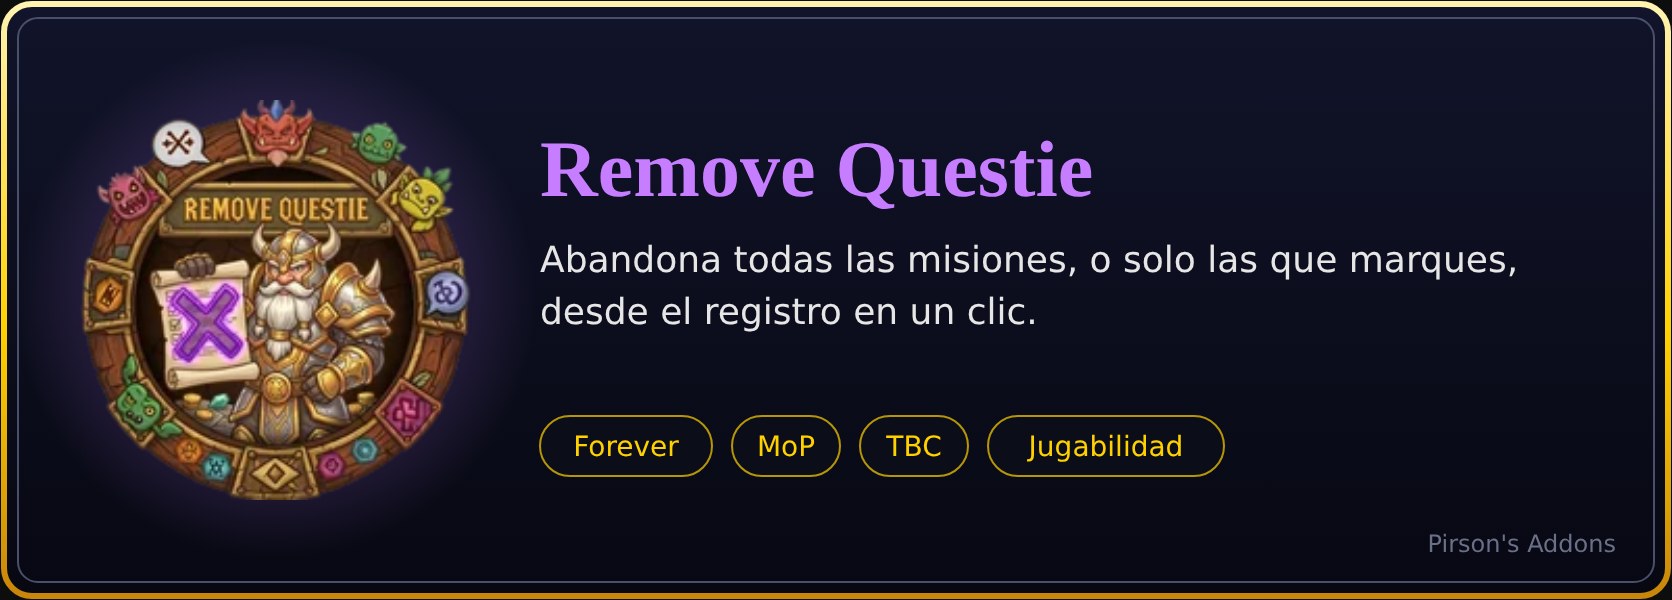 REMOVE QUESTIE
Remove Questie
Abandona todas las misiones, o solo las que marques,
desde el registro en un clic.
Forever
MoP
TBC
Jugabilidad
Pirson's Addons